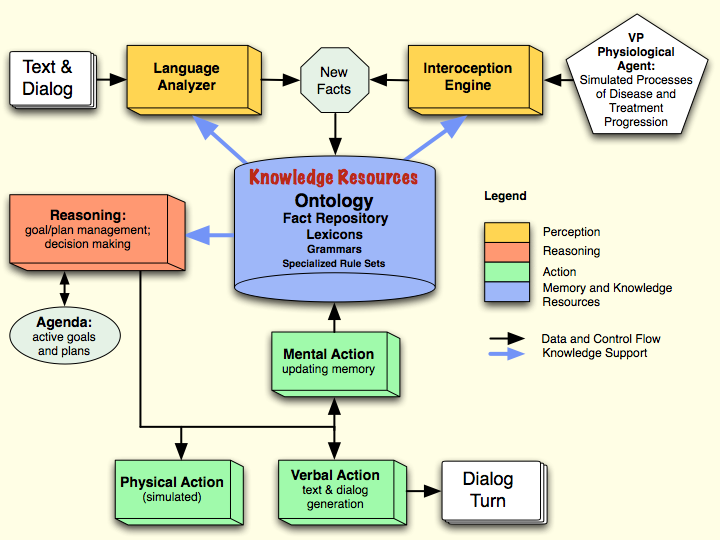 Text &
Dialog
Language
Analyzer
New
Facts
Interoception
Engine
VP
Physiological
Agent:
Simulated Processes
of Disease and
Treatment
Progression
Knowledge Resources
Ontology
Fact Repository
Lexicons
Grammars
Specialized Rule Sets
Reasoning:
goal/plan management;
decision making
Agenda:
active goals
and plans
Legend
Perception
Reasoning
Action
Memory and Knowledge
Resources
Data and Control Flow
Knowledge Support
Mental Action
updating memory
Physical Action
(simulated)
Verbal Action
text & dialog
generation
Dialog
Turn